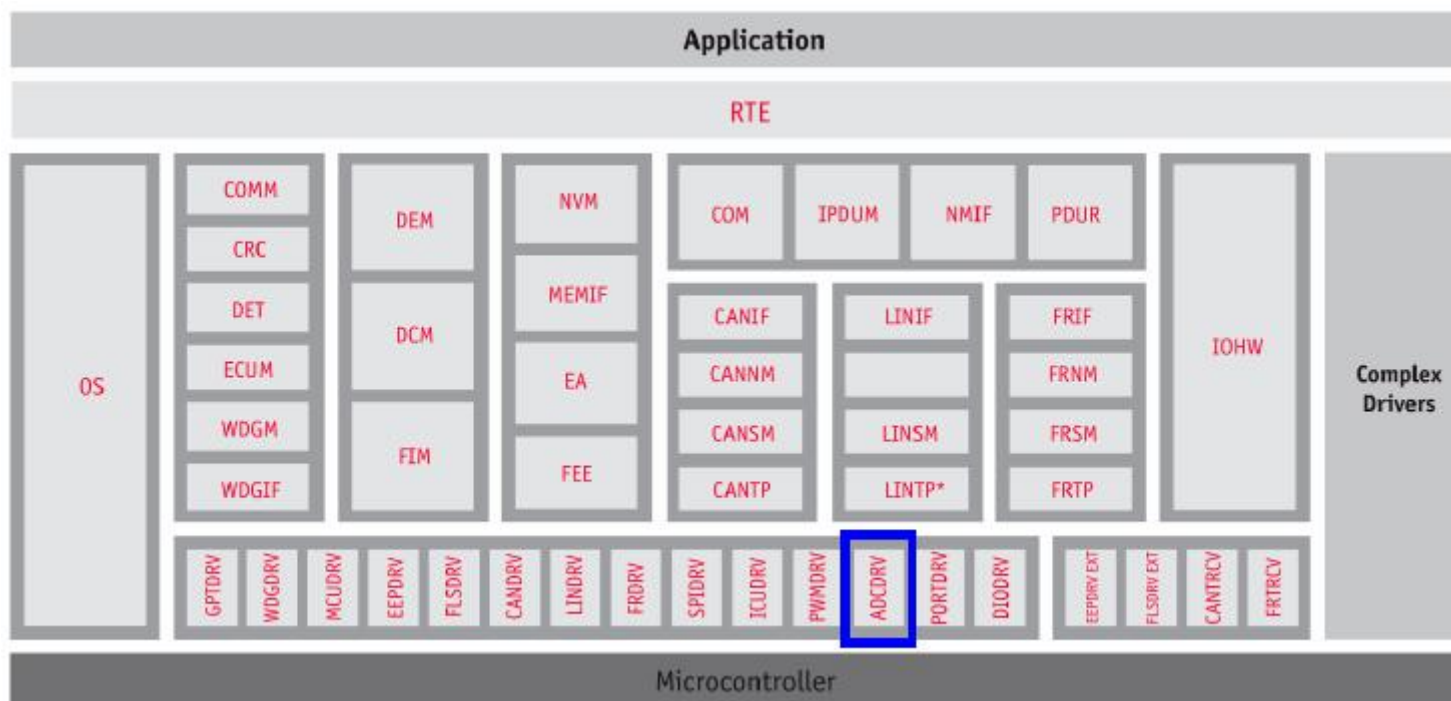 Application
RTE
OS
COMM
CRC
DET
ECUM
WDGM
WDGIF
DEM
DCM
FIM
NVM
MEMIF
EA
FEE
COM
IPDUM
NMIF
PDUR
CANIF
CANNM
CANSM
CANTP
LINIF
LINSM
LINTP*
FRIF
FRNM
FRSM
FRTP
IOHW
Complex
Drivers
GPTDRV
WDGDRV
MCUDRV
EEPDRV
FLSDRV
CANDRV
LINDRV
FRDRV
SPIDRV
ICUDRV
PWMDRV
ADCDRV
PORTDRV
DIODRV
EEPDRV EXT
FLSDRV EXT
CANTRCV
FRTRCV
Microcontroller